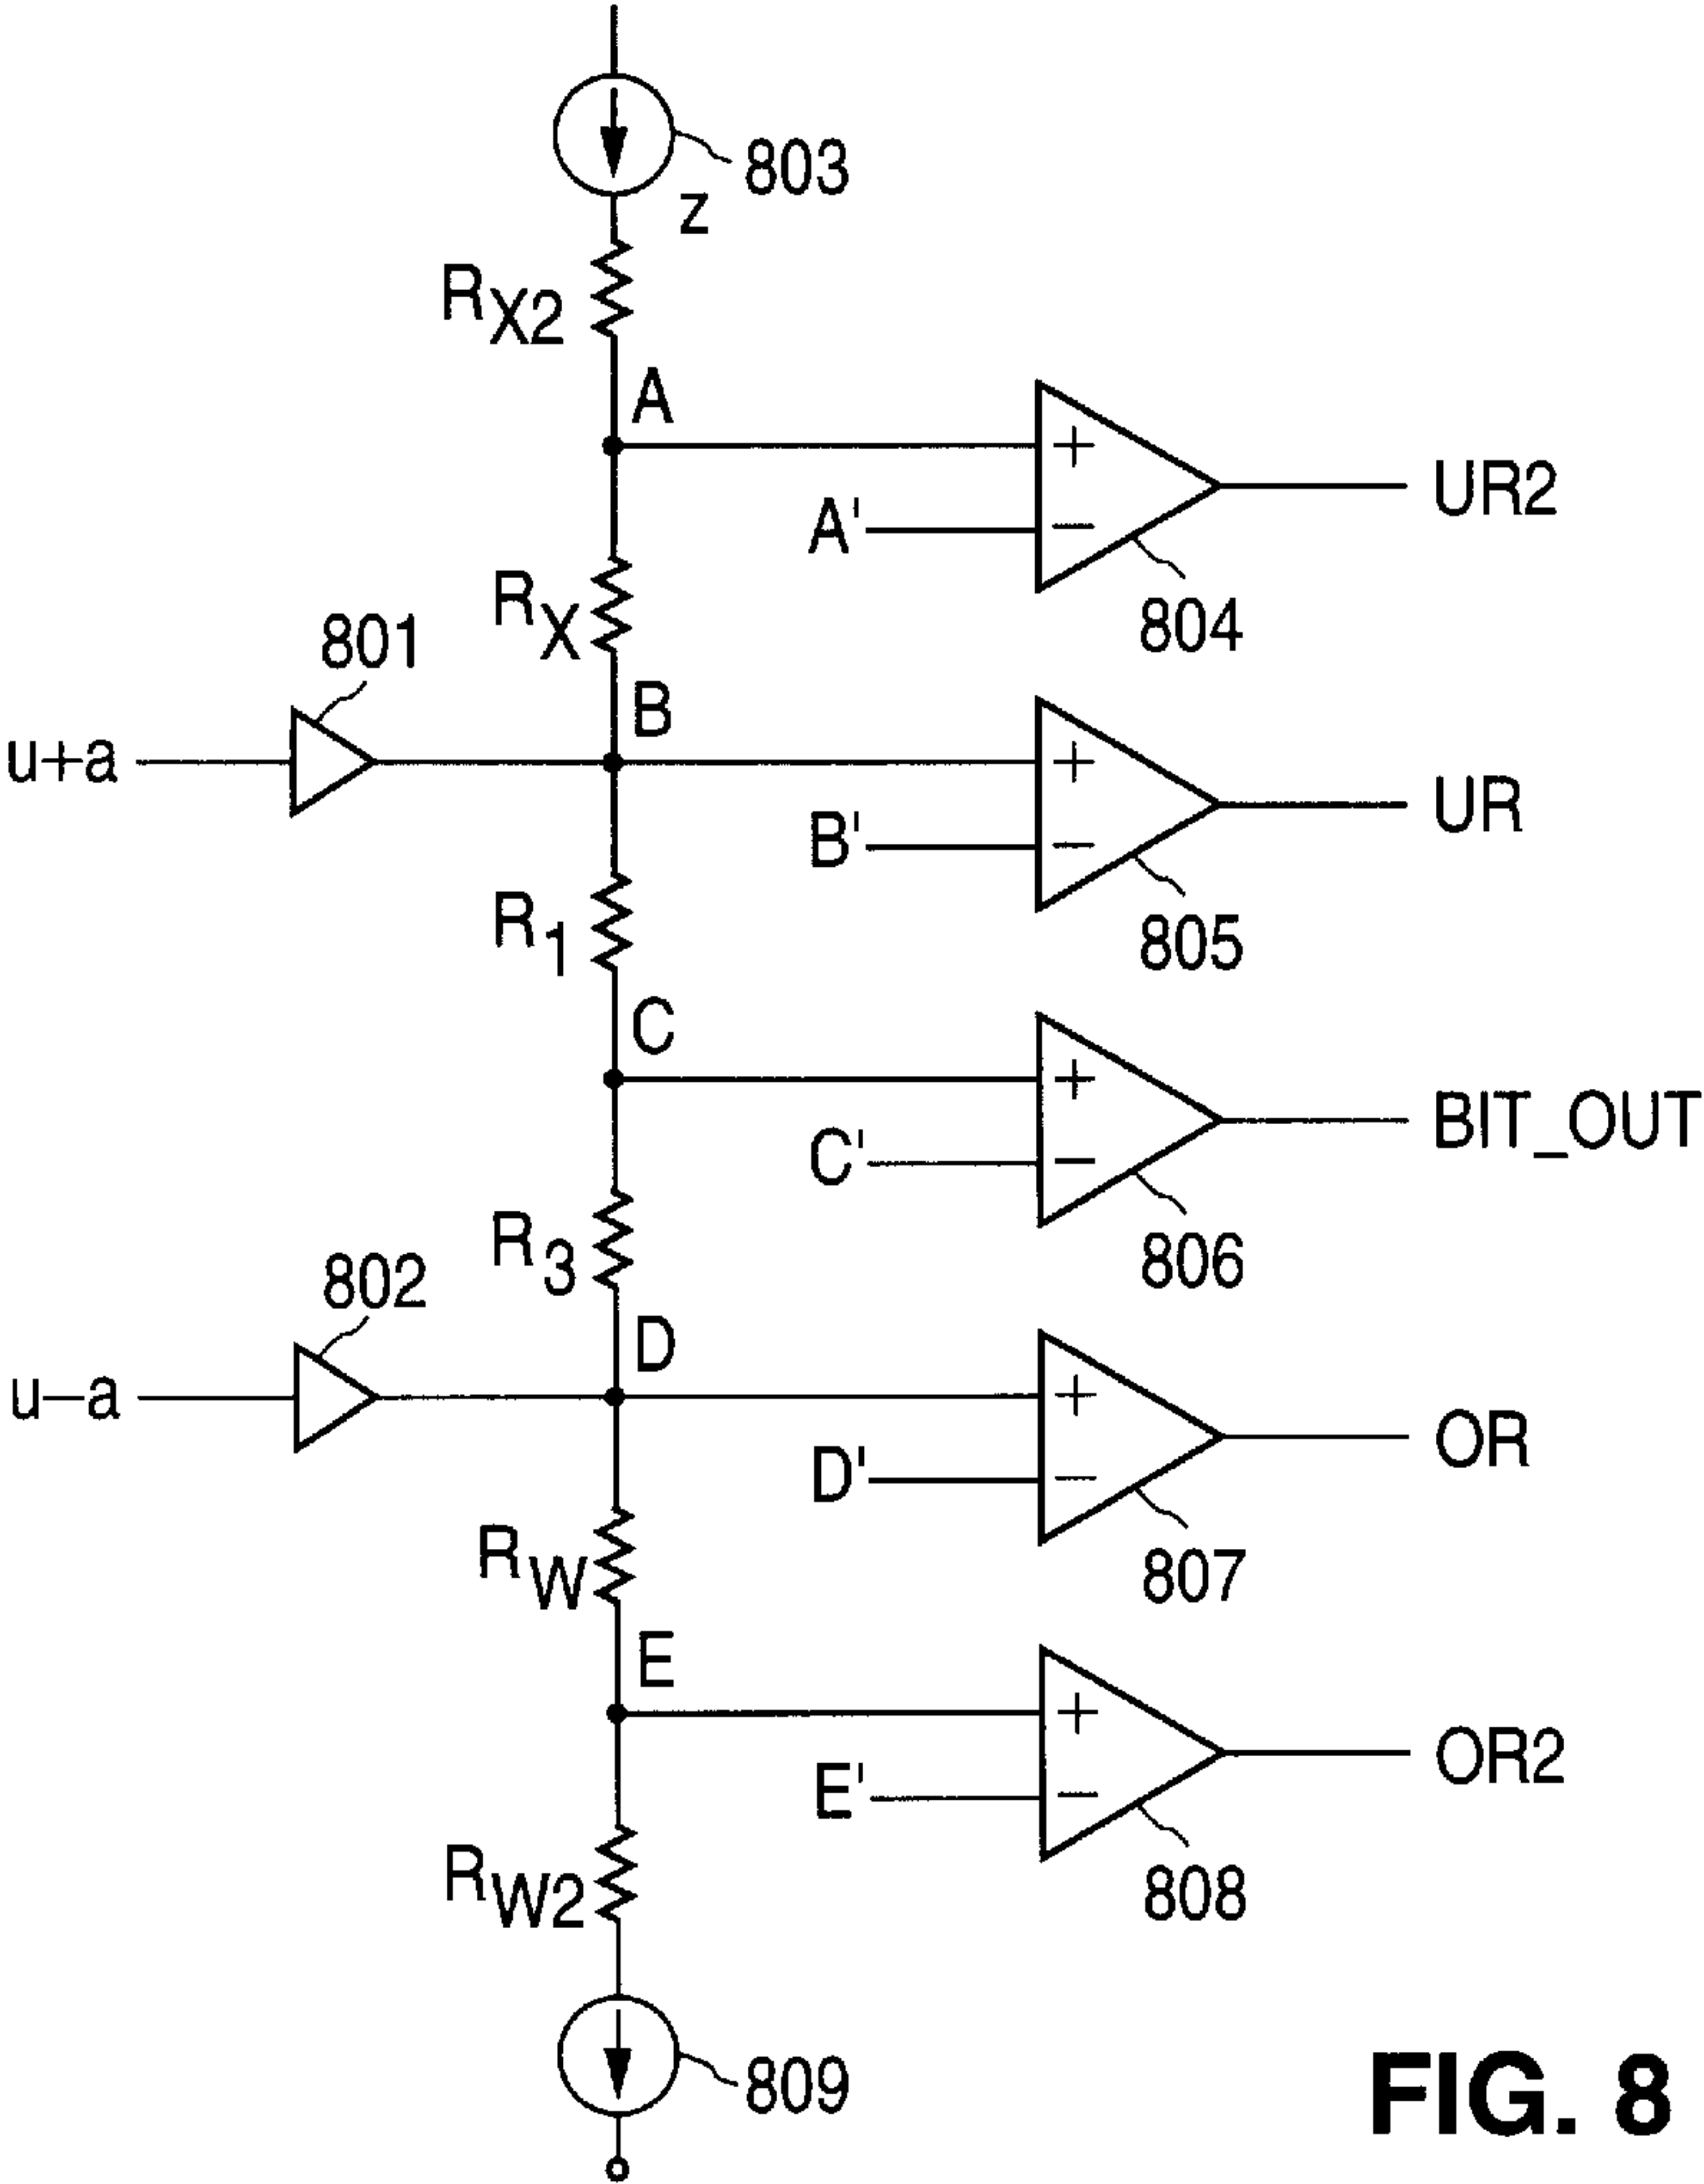 803
z
RX2
A
A'
UR2
804
RX
801
u+a
B
B'
UR
805
R1
C
C'
BIT_OUT
806
R3
802
u−a
D
D'
OR
807
RW
E
E'
OR2
808
RW2
809
FIG. 8